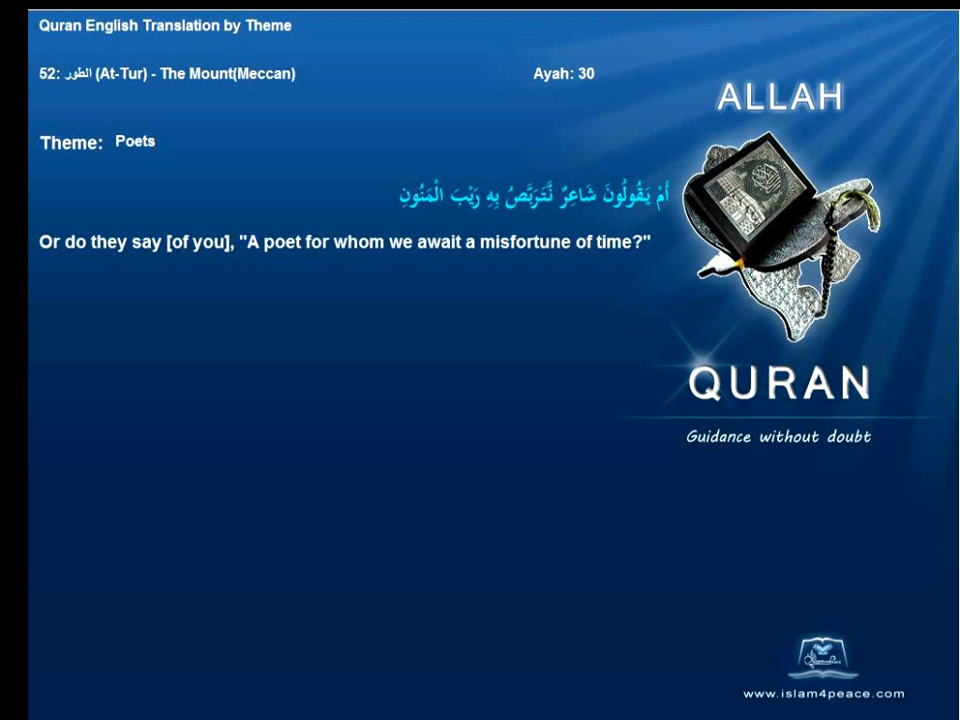 Quran English Translation by Theme
52: الطور (At-Tur) - The Mount(Meccan) Ayah: 30
ALLAH
Theme: Poets
أَمْ يَقُولُونَ شَاعِرٌ نَّتَرَبَّصُ بِهِ رَيْبَ الْمَنُونِ
Or do they say [of you], "A poet for whom we await a misfortune of time?"
QURAN
Guidance without doubt
www.islam4peace.com